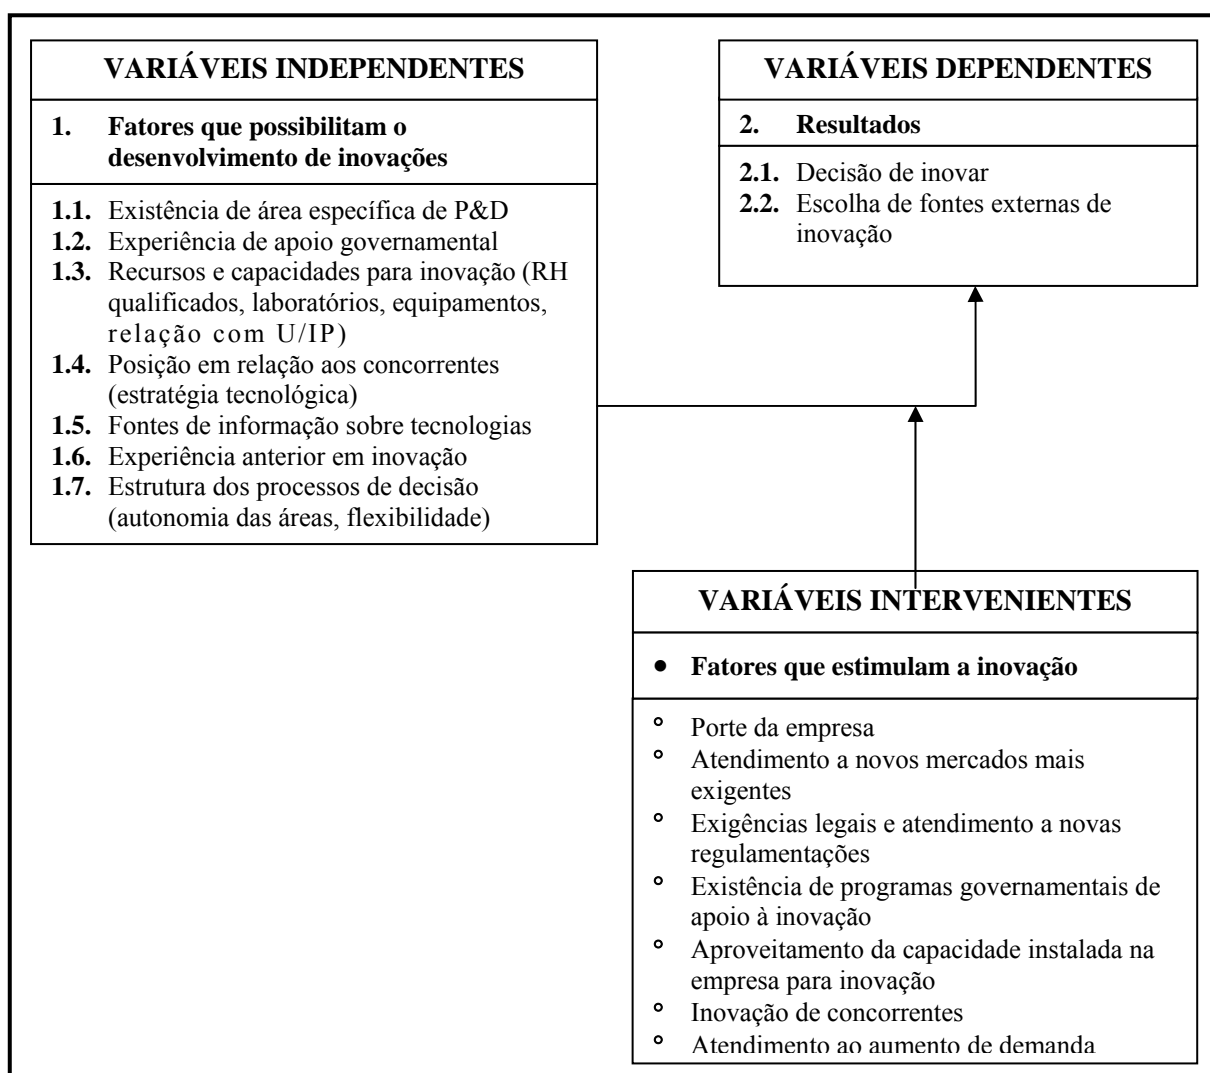 VARIÁVEIS INDEPENDENTES
1. Fatores que possibilitam o
desenvolvimento de inovações
1.1. Existência de área específica de P&D
1.2. Experiência de apoio governamental
1.3. Recursos e capacidades para inovação (RH
qualificados, laboratórios, equipamentos,
relação com U/IP)
1.4. Posição em relação aos concorrentes
(estratégia tecnológica)
1.5. Fontes de informação sobre tecnologias
1.6. Experiência anterior em inovação
1.7. Estrutura dos processos de decisão
(autonomia das áreas, flexibilidade)
VARIÁVEIS DEPENDENTES
2. Resultados
2.1. Decisão de inovar
2.2. Escolha de fontes externas de
inovação
VARIÁVEIS INTERVENIENTES
• Fatores que estimulam a inovação
° Porte da empresa
° Atendimento a novos mercados mais
exigentes
° Exigências legais e atendimento a novas
regulamentações
° Existência de programas governamentais de
apoio à inovação
° Aproveitamento da capacidade instalada na
empresa para inovação
° Inovação de concorrentes
° Atendimento ao aumento de demanda